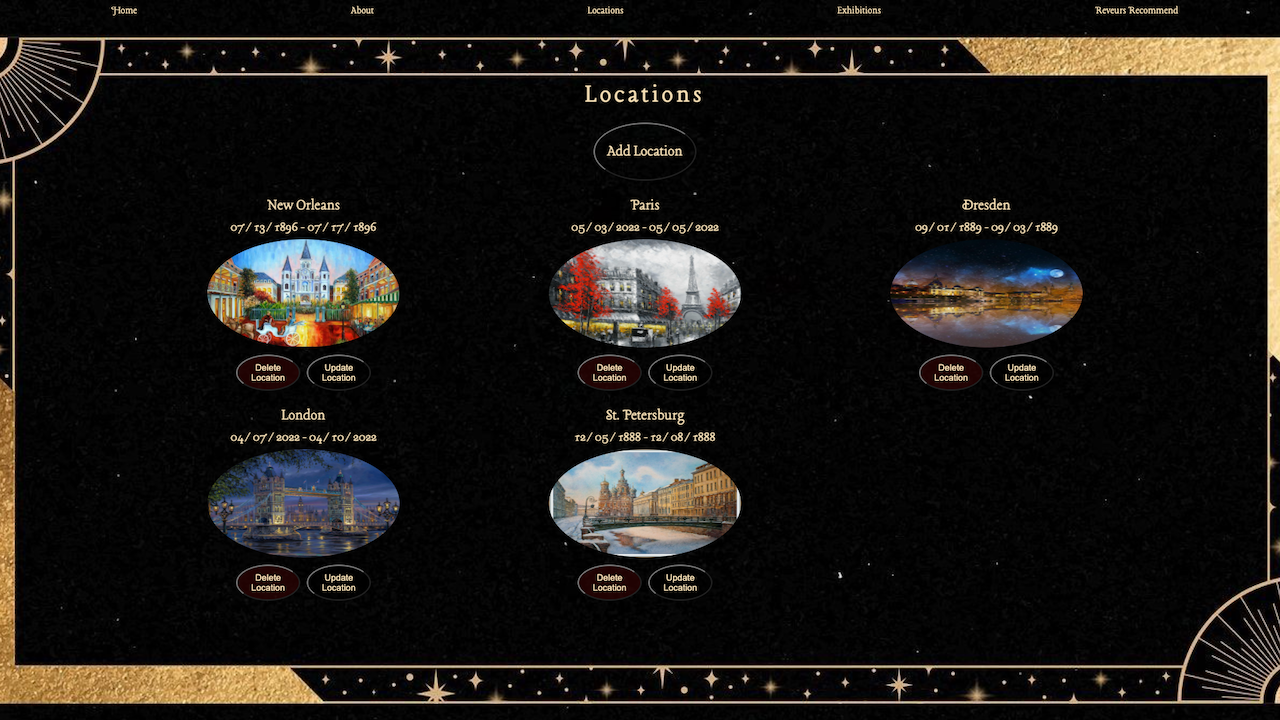 Home
About
Locations
Exhibitions
Reveurs Recommend
Locations
Add Location
New Orleans
07/13/1896 - 07/17/1896
Delete
Location
Update
Location
Paris
05/03/2022 - 05/05/2022
Delete
Location
Update
Location
Dresden
09/01/1889 - 09/03/1889
Delete
Location
Update
Location
London
04/07/2022 - 04/10/2022
Delete
Location
Update
Location
St. Petersburg
12/05/1888 - 12/08/1888
Delete
Location
Update
Location